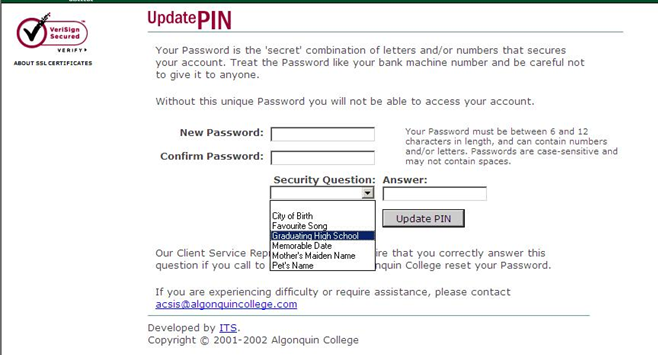 VeriSign
Secured
VERIFY
ABOUT SSL CERTIFICATES
UpdatePIN
Your Password is the 'secret' combination of letters and/or numbers that secures
your account. Treat the Password like your bank machine number and be careful not
to give it to anyone.
Without this unique Password you will not be able to access your account.
New Password:
Confirm Password:
Your Password must be between 6 and 12
characters in length, and can contain numbers
and/or letters. Passwords are case-sensitive and
may not contain spaces.
Security Question: Answer:
City of Birth
Favourite Song
Graduating High School
Memorable Date
Mother's Maiden Name
Pet's Name
Update PIN
Our Client Service Rep ire that you correctly answer this
question if you call to nquin College reset your Password.
If you are experiencing difficulty or require assistance, please contact
acsis@algonquincollege.com
Developed by ITS.
Copyright © 2001-2002 Algonquin College